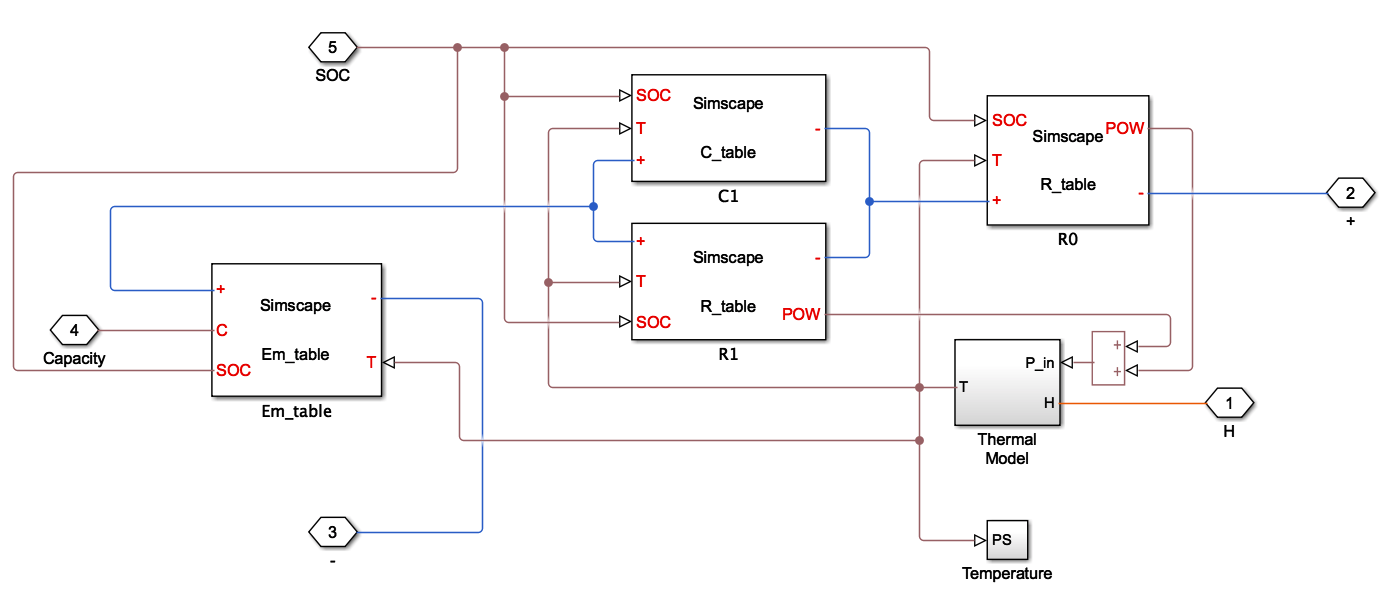 5
SOC
SOC
Simscape
T
-
C_table
+
C1
SOC
Simscape
POW
T
R_table
-
+
R0
2
+
+
Simscape
-
T
R_table
POW
SOC
R1
+
Simscape
-
C
Em_table
T
SOC
Em_table
4
Capacity
+
+
P_in
T
H
Thermal
Model
1
H
3
-
PS
Temperature